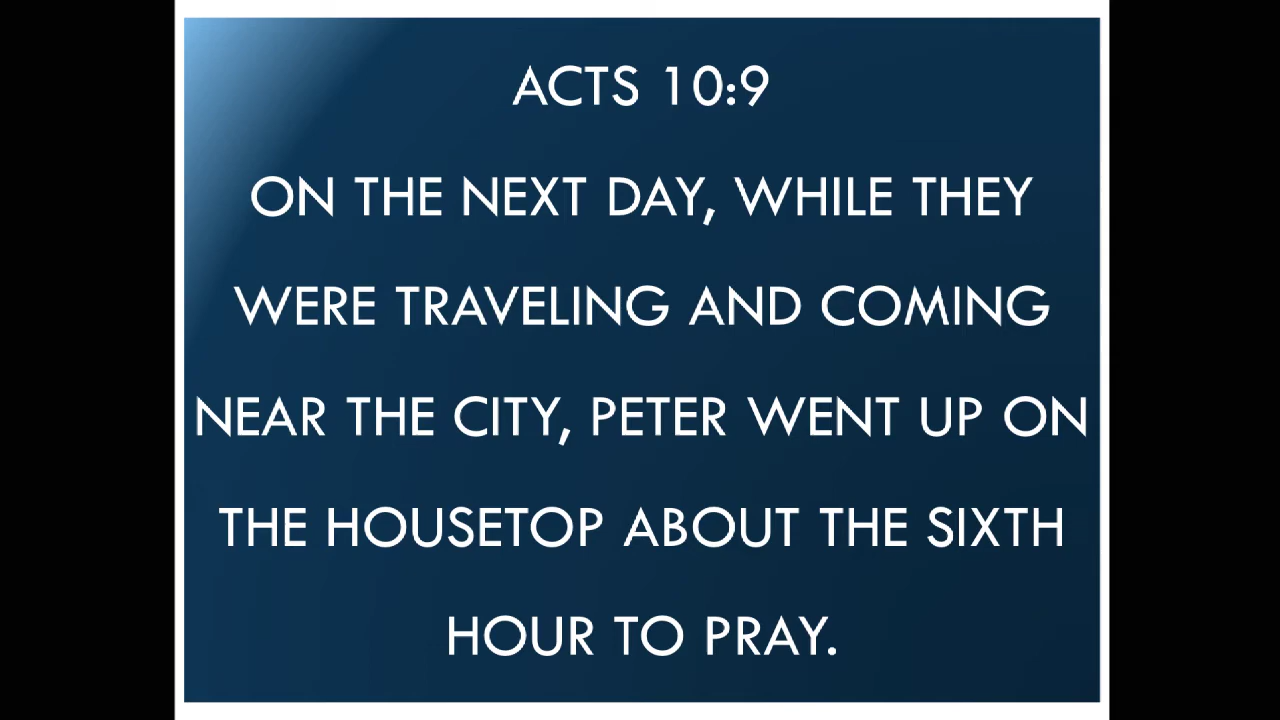 ACTS 10:9
ON THE NEXT DAY, WHILE THEY
WERE TRAVELING AND COMING
NEAR THE CITY, PETER WENT UP ON
THE HOUSETOP ABOUT THE SIXTH
HOUR TO PRAY.